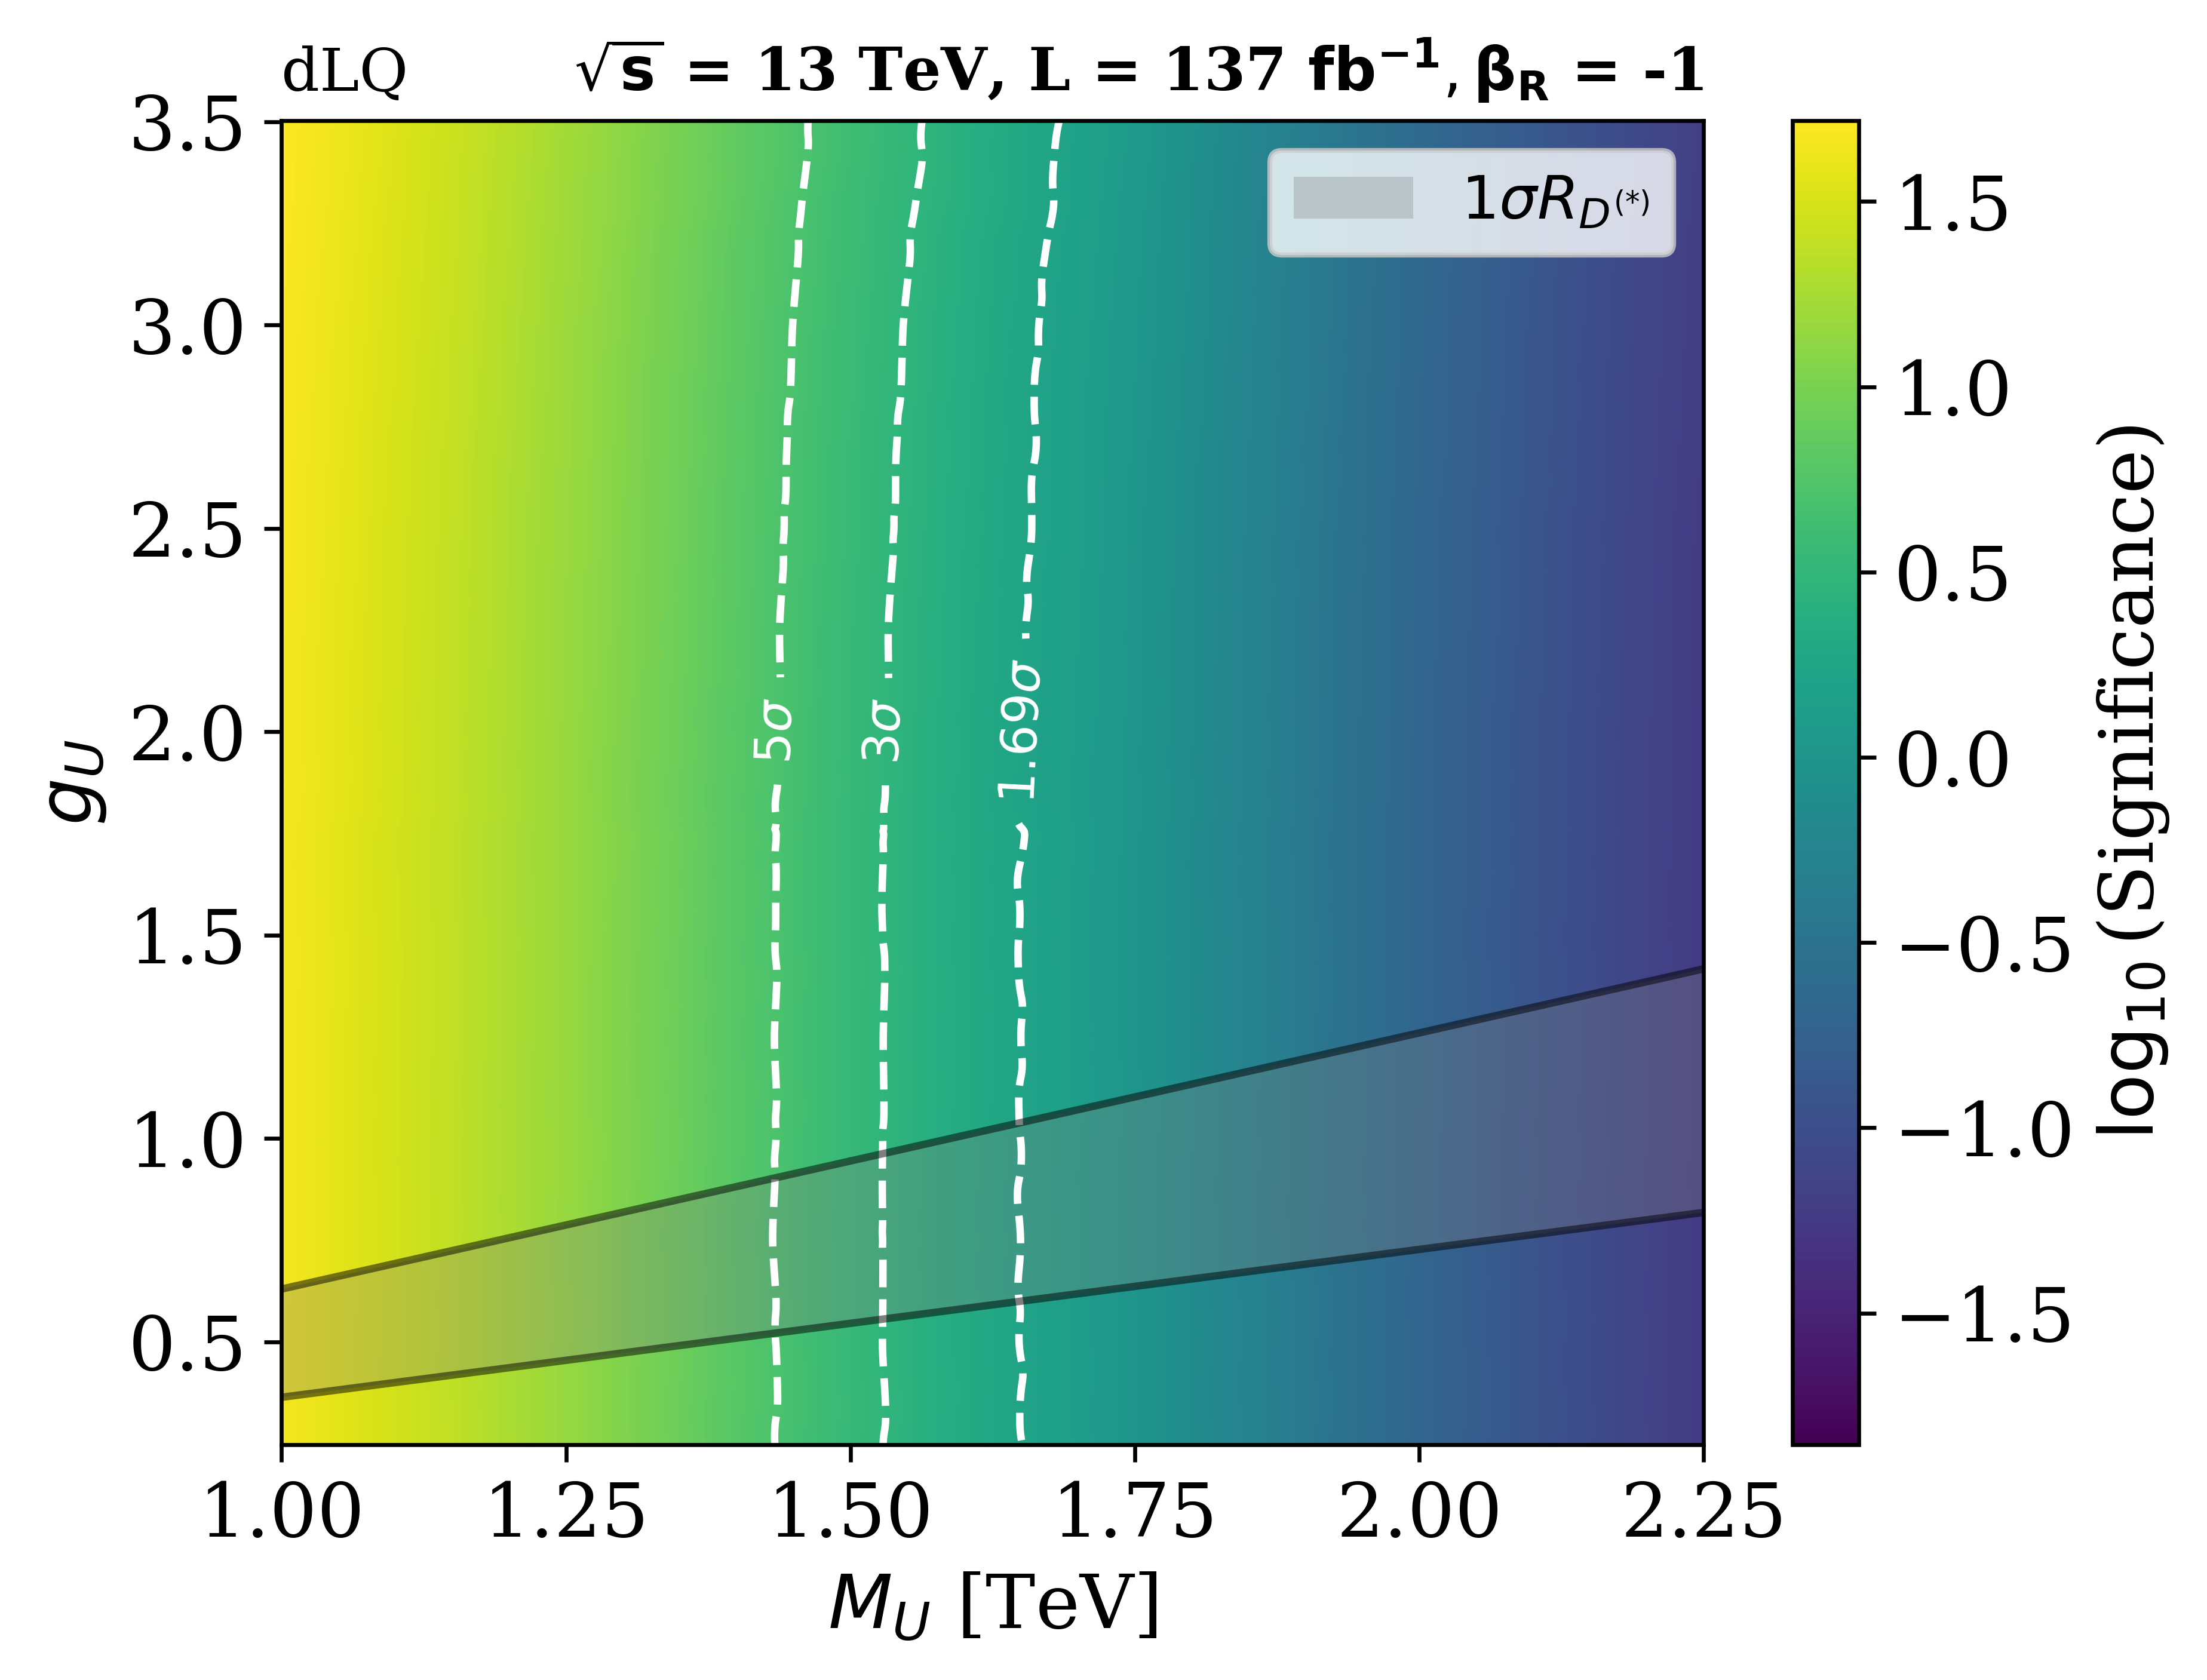 dLQ √s = 13 TeV, L = 137 fb⁻¹, βR = -1
1σR_D(*)
3.5
3.0
2.5
2.0
1.5
1.0
0.5
g_U
5σ
3σ
1.69σ
1.00 1.25 1.50 1.75 2.00 2.25
M_U [TeV]
1.5
1.0
0.5
0.0
−0.5
−1.0
−1.5
log₁₀ (Significance)